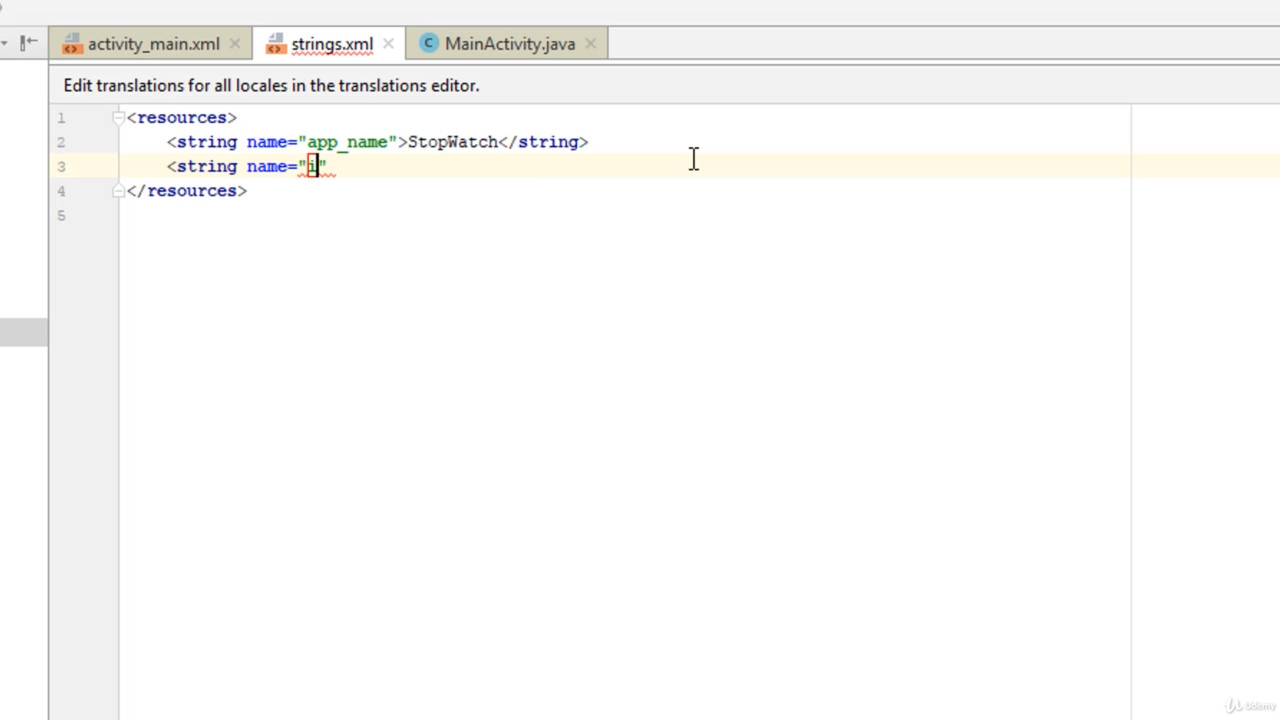 activity_main.xml strings.xml C MainActivity.java
Edit translations for all locales in the translations editor.
1 <resources>
2 <string name="app_name">StopWatch</string>
3 <string name="i"
4 </resources>
5
Udemy